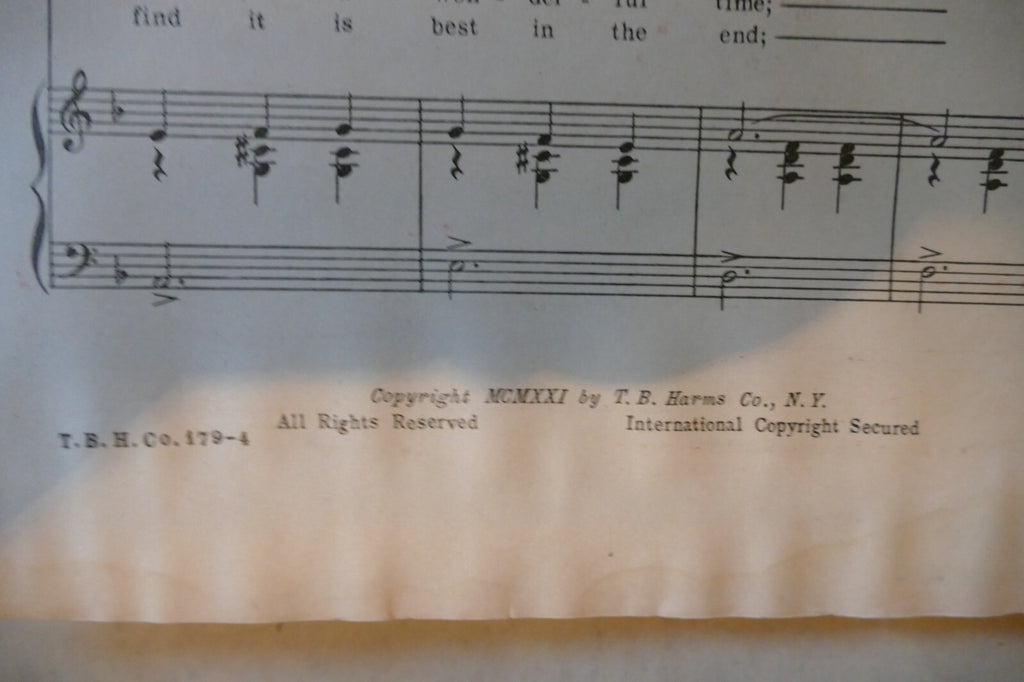 time;
find it is best in the end;
Copyright MCMXXI by T. B. Harms Co., N. Y.
All Rights Reserved International Copyright Secured
T. B. H. Co. 179-4